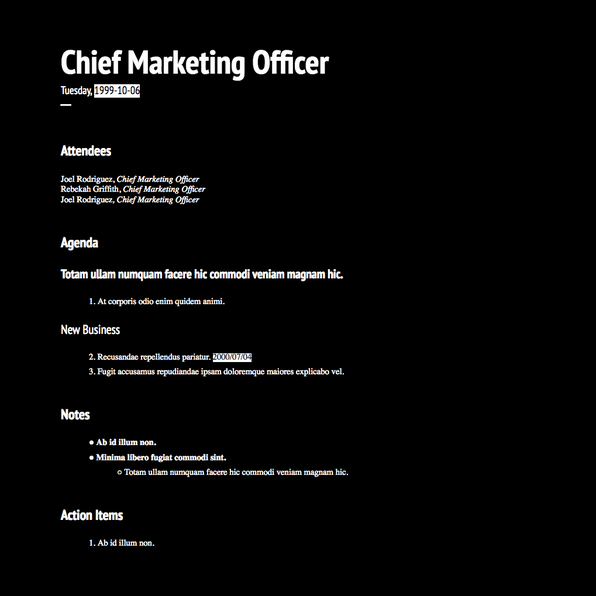 Chief Marketing Officer
Tuesday, 1999-10-06
Attendees
Joel Rodriguez, Chief Marketing Officer
Rebekah Griffith, Chief Marketing Officer
Joel Rodriguez, Chief Marketing Officer
Agenda
Totam ullam numquam facere hic commodi veniam magnam hic.
1. At corporis odio enim quidem animi.
New Business
2. Recusandae repellendus pariatur. 2000/07/04
3. Fugit accusamus repudiandae ipsam doloremque maiores explicabo vel.
Notes
● Ab id illum non.
● Minima libero fugiat commodi sint.
○ Totam ullam numquam facere hic commodi veniam magnam hic.
Action Items
1. Ab id illum non.